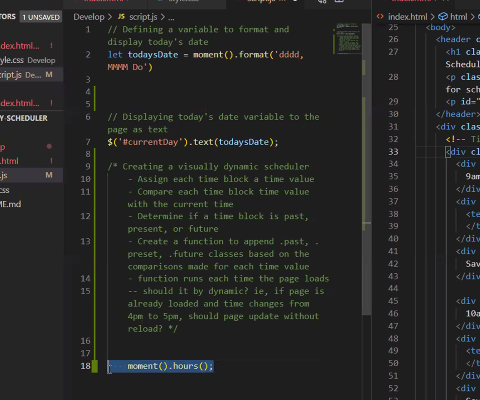 TORS 1 UNSAVED
Develop > JS script.js > ...
index.html > html
ndex.html...
tyle.css Develop
cript.js De... M
ndex.html...
Y-SCHEDULER
p
.html M
.js M
css
ME.md
1 // Defining a variable to format and
display today's date
2 let todaysDate = moment().format('dddd,
MMMM Do')
3
4
5
6 // Displaying today's date variable to the
page as text
7 $('#currentDay').text(todaysDate);
8
9 /* Creating a visually dynamic scheduler
10 - Assign each time block a time value
11 - Compare each time block time value
with the current time
12 - Determine if a time block is past,
present, or future
13 - Create a function to append .past, .
preset, .future classes based on the
comparisons made for each time value
14 - function runs each time the page loads
15 -- should it by dynamic? ie, if page is
already loaded and time changes from
4pm to 5pm, should page update without
reload? */
16
17
18 moment().hours();
25 <body>
26 <header c
27 <h1 clas
Schedul
28 <p class
for sch
29 <p id="
30 </header>
31 <div clas
32 <!-- Ti
33 <div cl
34 <div
35 9am
36 </div
37 <div
38 <te
39 </t
40 </div
41 <div
42 Sav
43 </div
44
45 <div
46 10a
47 </div
48 <div
49 <te
50 </t
51 </div
52 <div
53 Sav